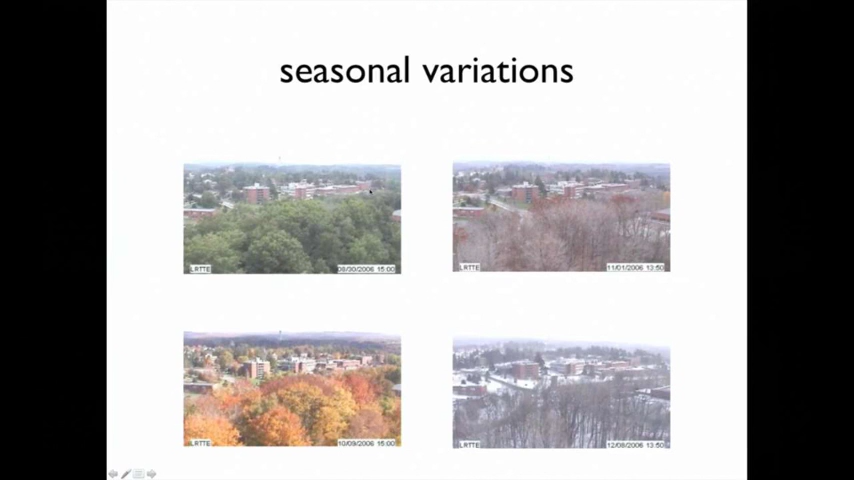 seasonal variations
LRTTE 08/30/2006 15:00
LRTTE 11/01/2006 13:50
LRTTE 10/09/2006 15:00
LRTTE 12/08/2006 13:50